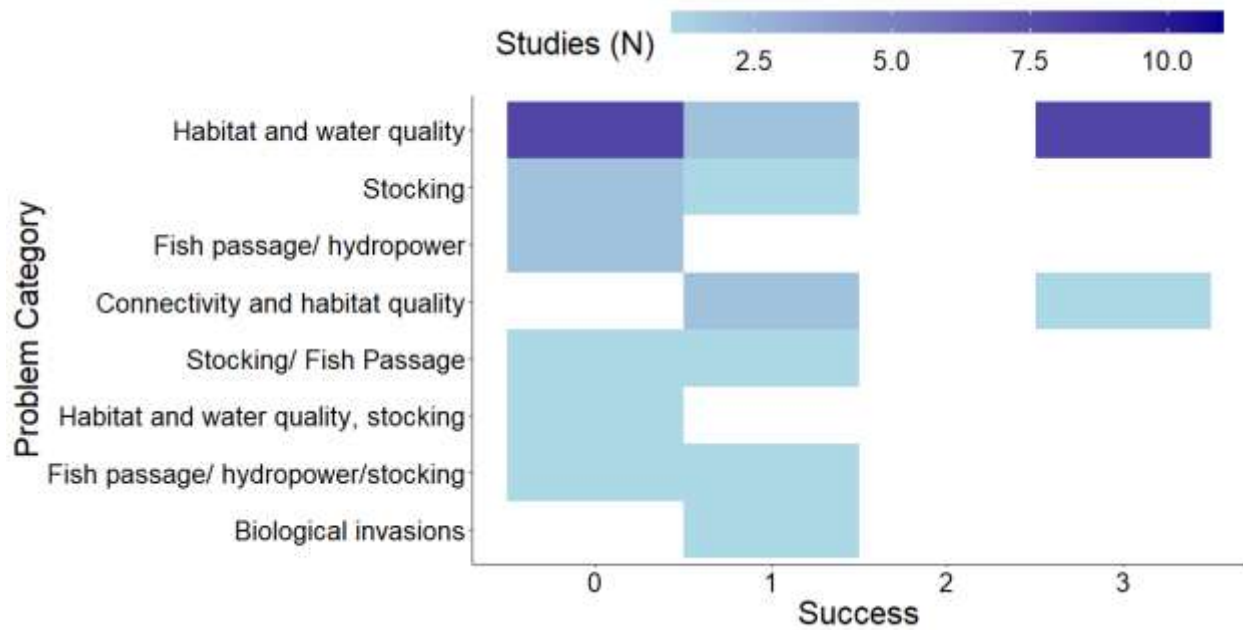 Studies (N)
2.5 5.0 7.5 10.0
Problem Category
Habitat and water quality
Stocking
Fish passage/ hydropower
Connectivity and habitat quality
Stocking/ Fish Passage
Habitat and water quality, stocking
Fish passage/ hydropower/stocking
Biological invasions
0 1 2 3
Success